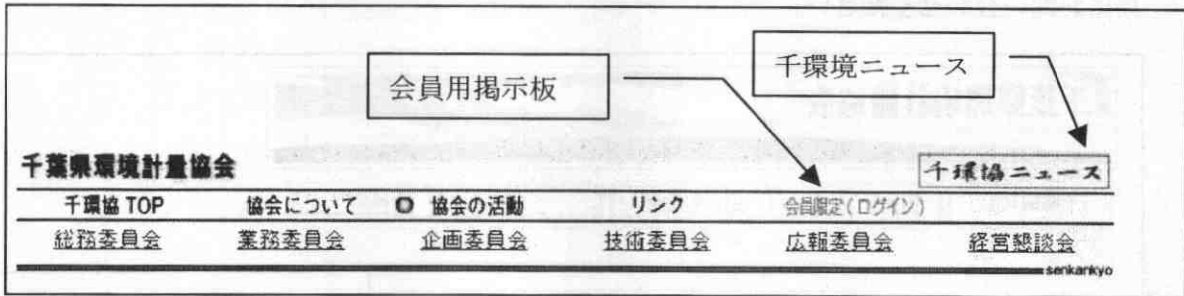 千環境ニュース
会員用掲示板
千葉県環境計量協会
千環協ニュース
千環協 TOP 協会について 協会の活動 リンク 会員限定(ログイン)
総務委員会 業務委員会 企画委員会 技術委員会 広報委員会 経営懇談会
senkankyo